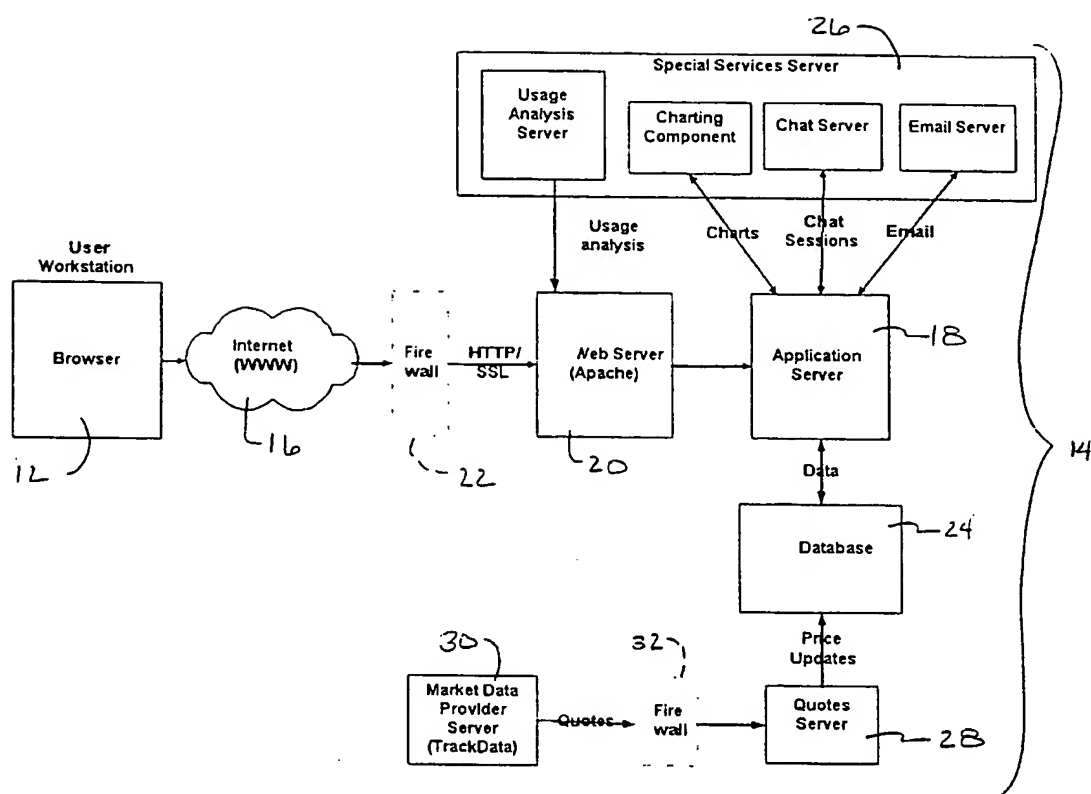 26
Special Services Server
Usage
Analysis
Server
Charting
Component
Chat Server
Email Server
Usage
analysis
Charts
Chat
Sessions
Email
User
Workstation
Browser
12
Internet
(WWW)
16
Fire
wall
22
HTTP/
SSL
Web Server
(Apache)
20
Application
Server
18
14
Data
Database
24
Price
Updates
30
Market Data
Provider
Server
(TrackData)
Quotes
32
Fire
wall
Quotes
Server
28